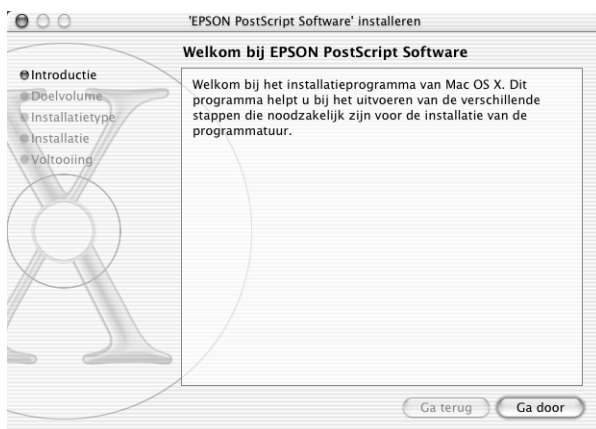 'EPSON PostScript Software' installeren
Welkom bij EPSON PostScript Software
Introductie
Doelvolume
Installatietype
Installatie
Voltooiing
Welkom bij het installatieprogramma van Mac OS X. Dit
programma helpt u bij het uitvoeren van de verschillende
stappen die noodzakelijk zijn voor de installatie van de
programmatuur.
Ga terug
Ga door